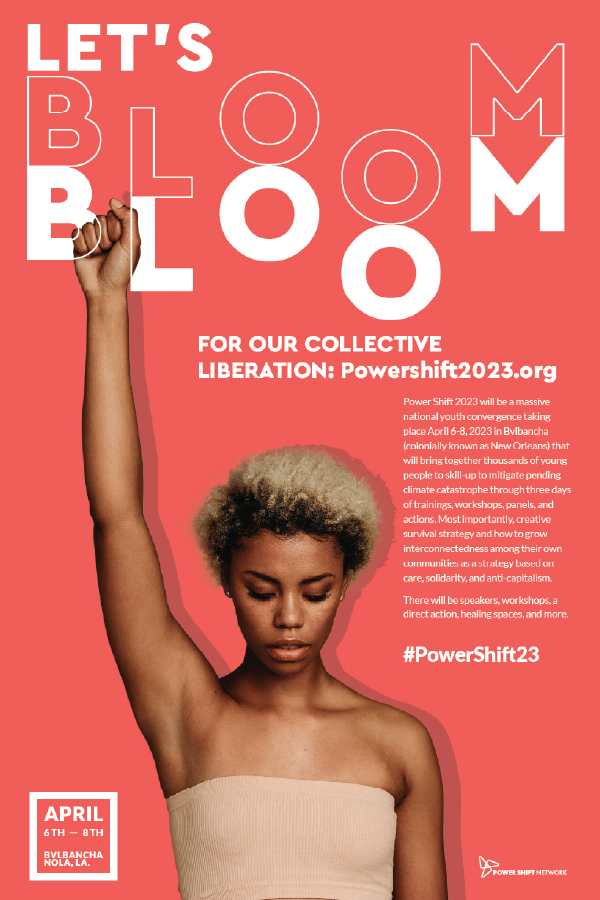 LET'S
BLOOM
BLOOM
FOR OUR COLLECTIVE
LIBERATION: Powershift2023.org
Power Shift 2023 will be a massive
national youth convergence taking
place April 6-8, 2023 in Bvlbancha
(colonially known as New Orleans) that
will bring together thousands of young
people to skill-up to mitigate pending
climate catastrophe through three days
of trainings, workshops, panels, and
actions. Most importantly, creative
survival strategy and how to grow
interconnectedness among their own
communities as a strategy based on
care, solidarity, and anti-capitalism.
There will be speakers, workshops, a
direct action, healing spaces, and more.
#PowerShift23
APRIL
6TH — 8TH
BVLBANCHA
NOLA, LA.
POWER SHIFT NETWORK